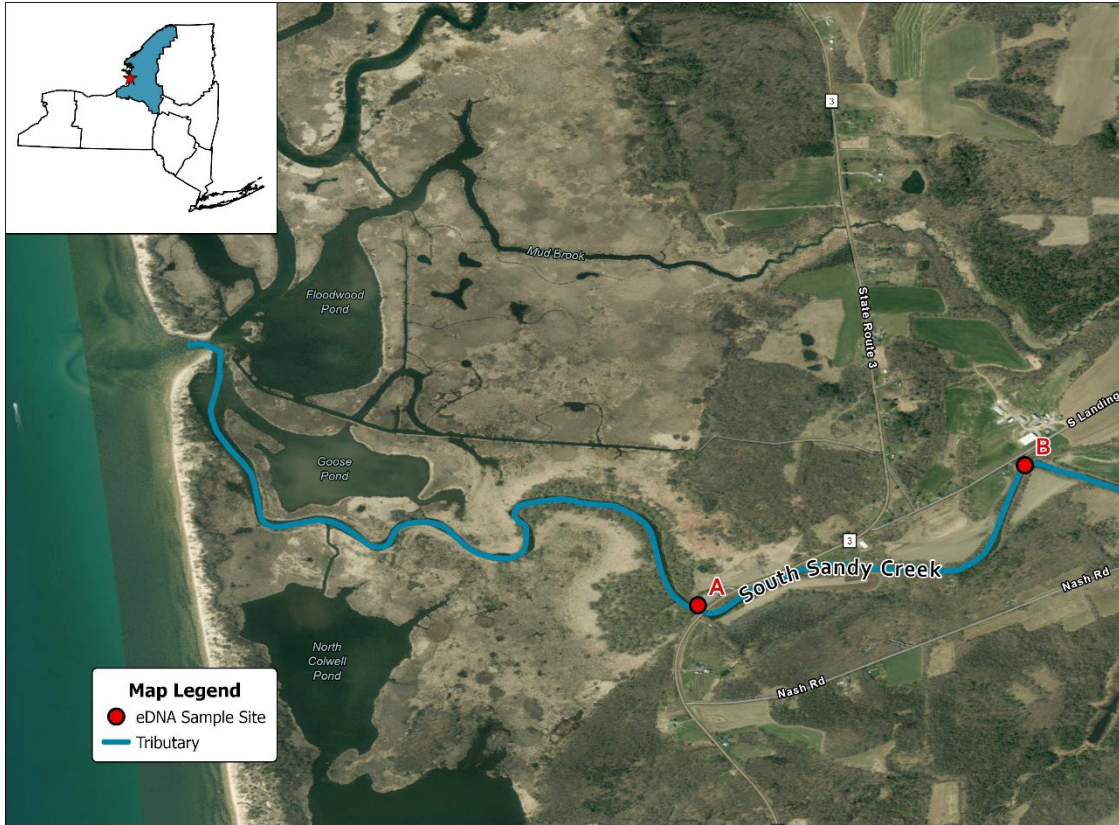 3
Mud Brook
Floodwood
Pond
State Route 3
S Landing
B
Goose
Pond
3
South Sandy Creek
A
Nash Rd
North
Colwell
Pond
Nash Rd
Map Legend
eDNA Sample Site
Tributary